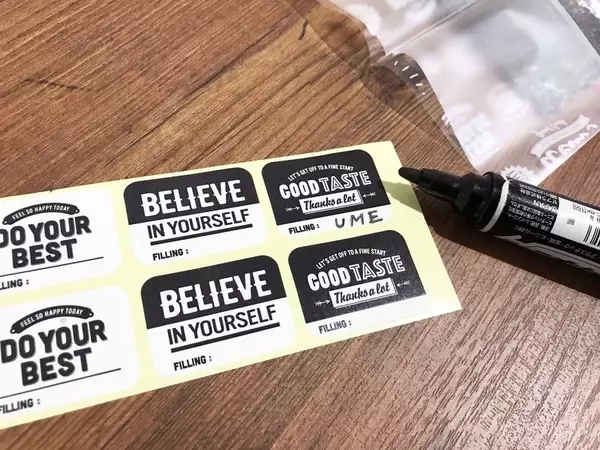 FEEL SO HAPPY TODAY
DO YOUR
BEST
FILLING :
BELIEVE
IN YOURSELF
FILLING :
LET'S GET OFF TO A FINE START
GOOD TASTE
Thanks a lot
FILLING : UME
FEEL SO HAPPY TODAY
DO YOUR
BEST
FILLING :
BELIEVE
IN YOURSELF
FILLING :
LET'S GET OFF TO A FINE START
GOOD TASTE
Thanks a lot
FILLING :